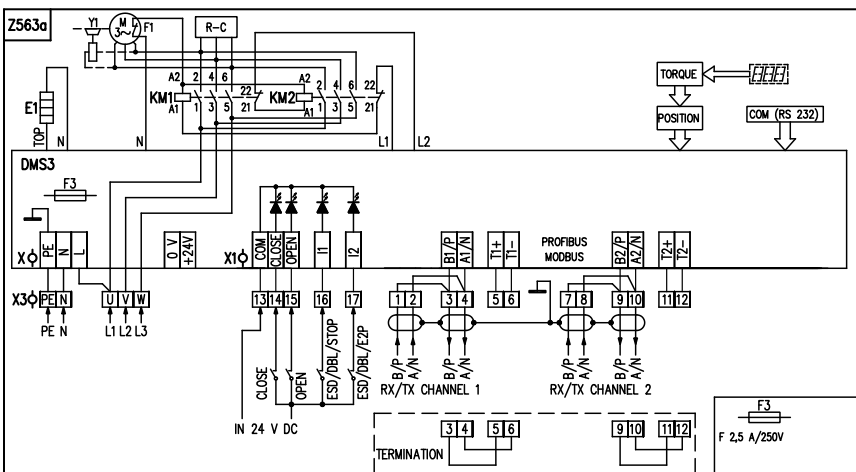 Z563a
Y1
M
3~
F1
R-C
A2
2 4 6
KM1
22
A1
1 3 5
21
A2
2 4 6
22
KM2
A1
1 3 5
21
E1
TOP
N
N
L1
L2
TORQUE
POSITION
COM (RS 232)
DMS3
F3
X
PE
N
L
0 V
+24V
X1
COM
CLOSE
OPEN
I1
I2
B1/P
A1/N
T1+
T1-
PROFIBUS
MODBUS
B2/P
A2/N
T2+
T2-
X3
PE N
U V W
13 14 15
16
17
1 2
3 4
5 6
7 8
9 10
11 12
PE N
L1 L2 L3
CLOSE
OPEN
ESD/DBL/STOP
ESD/DBL/E2P
IN 24 V DC
B/P
A/N
B/P
A/N
RX/TX CHANNEL 1
B/P
A/N
B/P
A/N
RX/TX CHANNEL 2
TERMINATION
3 4
5 6
9 10
11 12
F3
F 2,5 A/250V